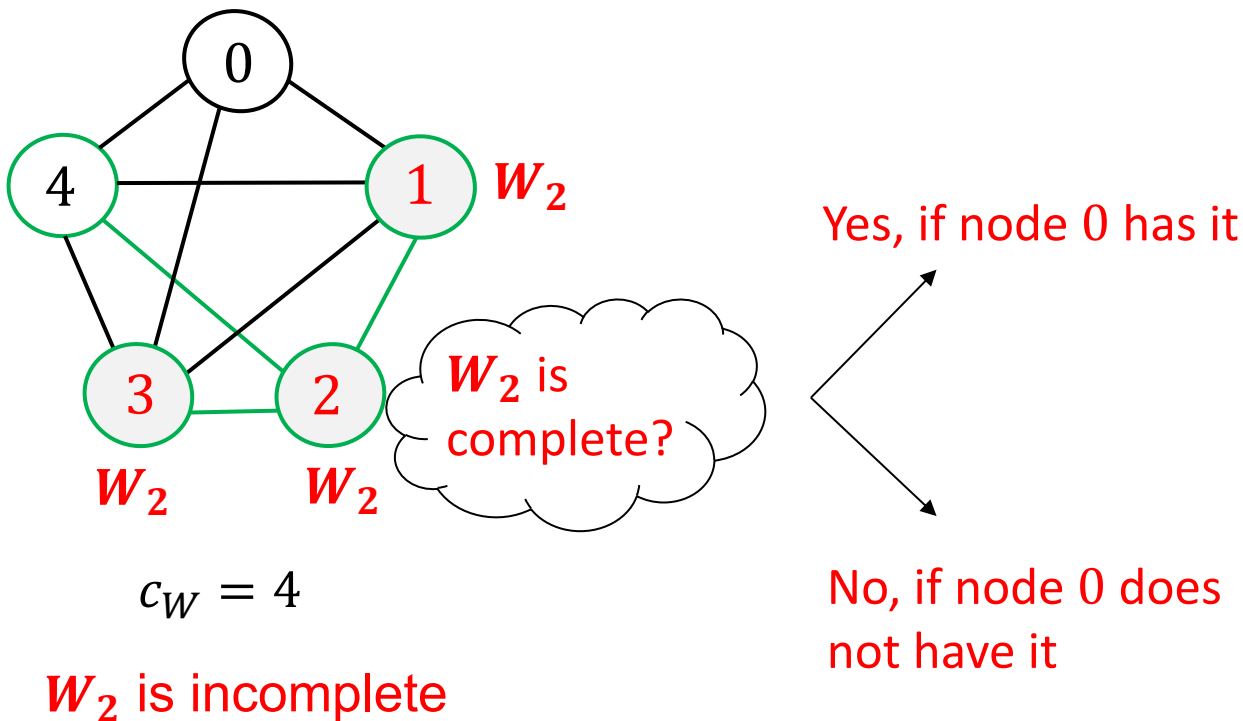 0
4
1
W₂
Yes, if node 0 has it
W₂ is
complete?
3
2
W₂
W₂
c_W = 4
No, if node 0 does
not have it
W₂ is incomplete